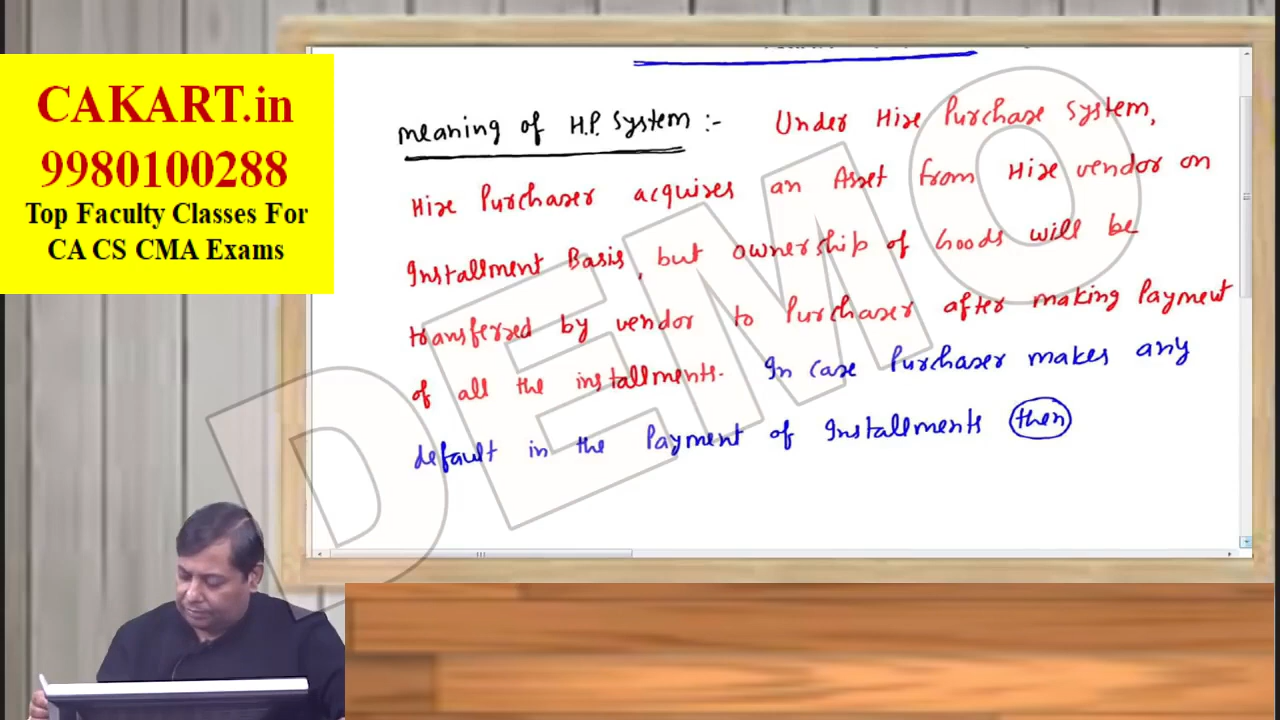 CAKART.in
9980100288
Top Faculty Classes For
CA CS CMA Exams
meaning of H.P. System :- Under Hire Purchase System,
Hire Purchaser acquires an Asset from Hire vendor on
Installment Basis, but ownership of Goods will be
transferred by vendor to Purchaser after making Payment
of all the installments. In case Purchaser makes any
default in the Payment of Installments then
DEMO